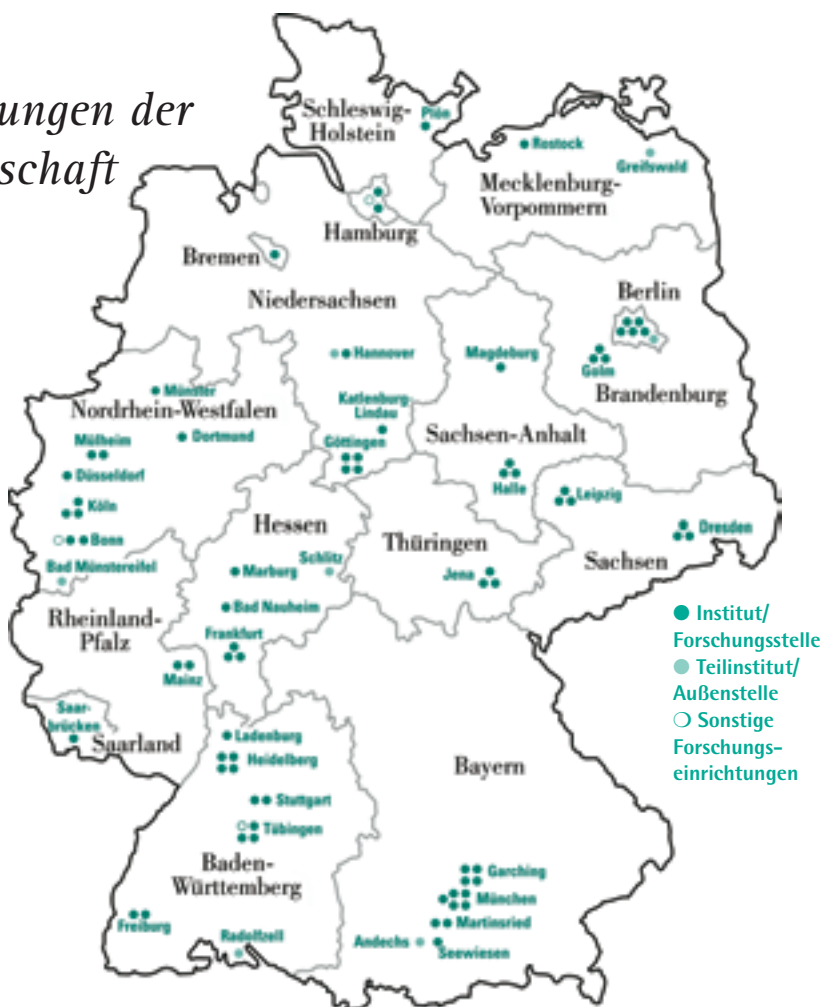 ungen der
schaft
Schleswig-
Holstein
Plön
Rostock
Greifswald
Mecklenburg-
Vorpommern
Hamburg
Bremen
Niedersachsen
Berlin
Hannover
Magdeburg
Golm
Brandenburg
Münster
Nordrhein-Westfalen
Katlenburg-
Lindau
Dortmund
Sachsen-Anhalt
Mülheim
Göttingen
Düsseldorf
Halle
Leipzig
Köln
Hessen
Dresden
Bonn
Thüringen
Schlitz
Sachsen
Bad Münstereifel
Marburg
Jena
Bad Nauheim
Rheinland-
Pfalz
Frankfurt
Mainz
Institut/
Forschungsstelle
Teilinstitut/
Außenstelle
Sonstige
Forschungs-
einrichtungen
Saar-
brücken
Saarland
Ladenburg
Heidelberg
Bayern
Stuttgart
Tübingen
Baden-
Württemberg
Garching
München
Martinsried
Freiburg
Radolfzell
Andechs
Seewiesen